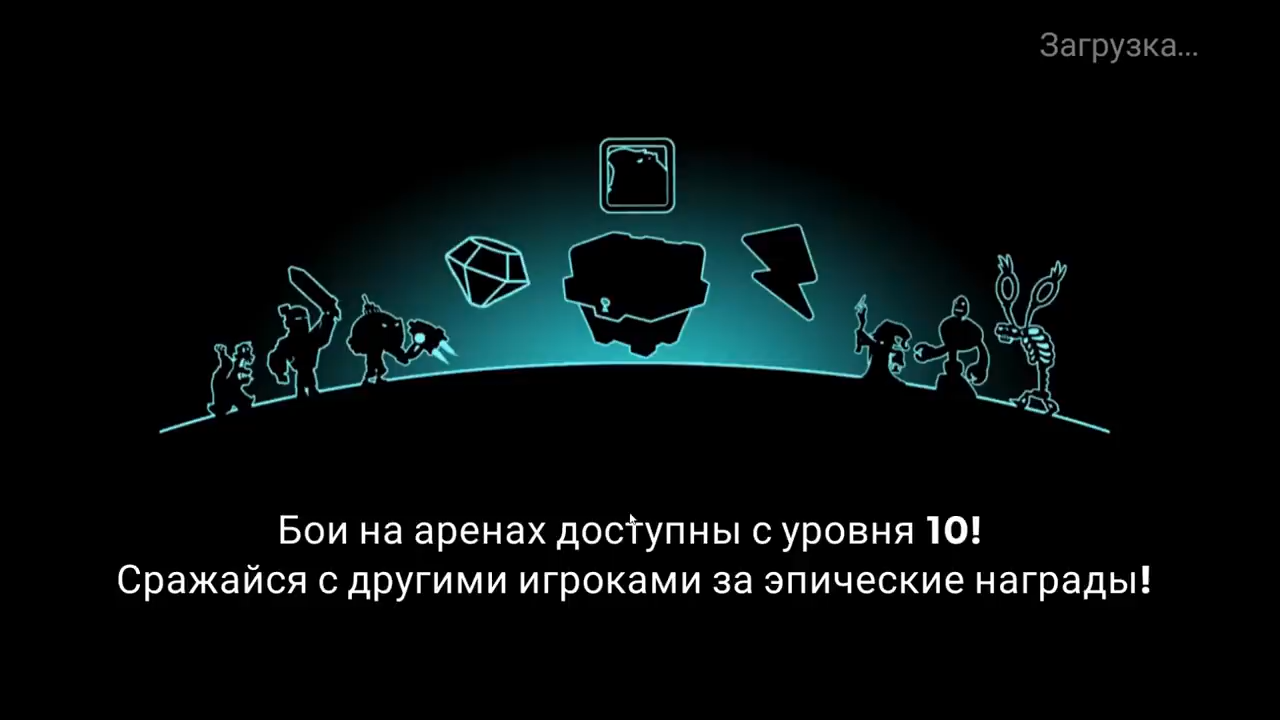 Загрузка...
Бои на аренах доступны с уровня 10!
Сражайся с другими игроками за эпические награды!